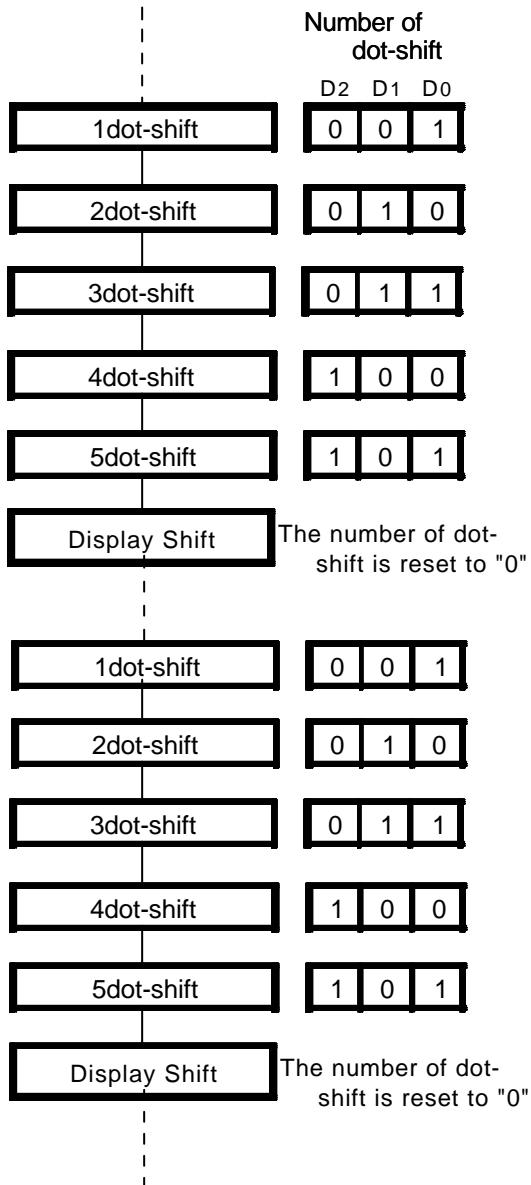 Number of
dot-shift
D2 D1 D0
1dot-shift 0 0 1
2dot-shift 0 1 0
3dot-shift 0 1 1
4dot-shift 1 0 0
5dot-shift 1 0 1
Display Shift The number of dot-
shift is reset to "0"
1dot-shift 0 0 1
2dot-shift 0 1 0
3dot-shift 0 1 1
4dot-shift 1 0 0
5dot-shift 1 0 1
Display Shift The number of dot-
shift is reset to "0"